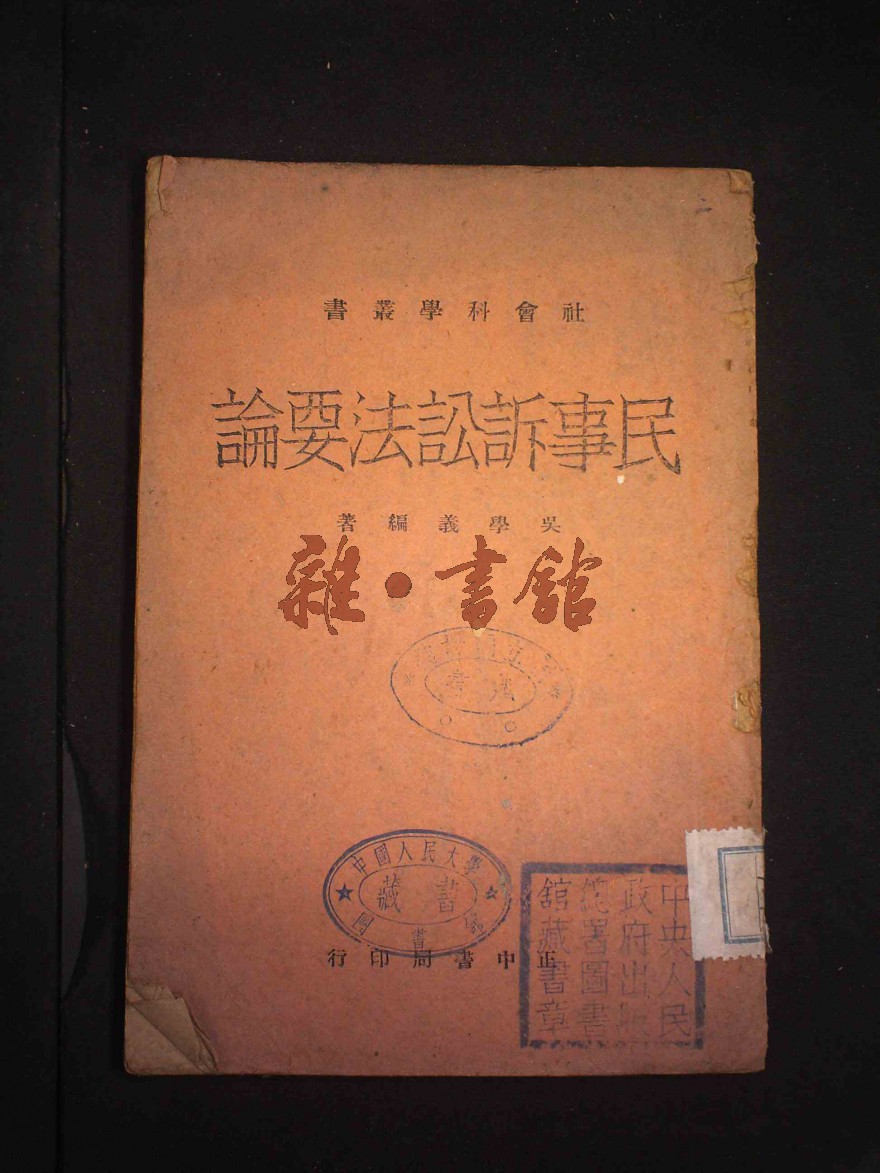 社會科學叢書
民事訴訟法要論
吳學義編著
雜·書館
藏書
中國人民大學
藏書
圖書館
正中書局印行
中央人民
政府出版
總署圖書
館藏書章